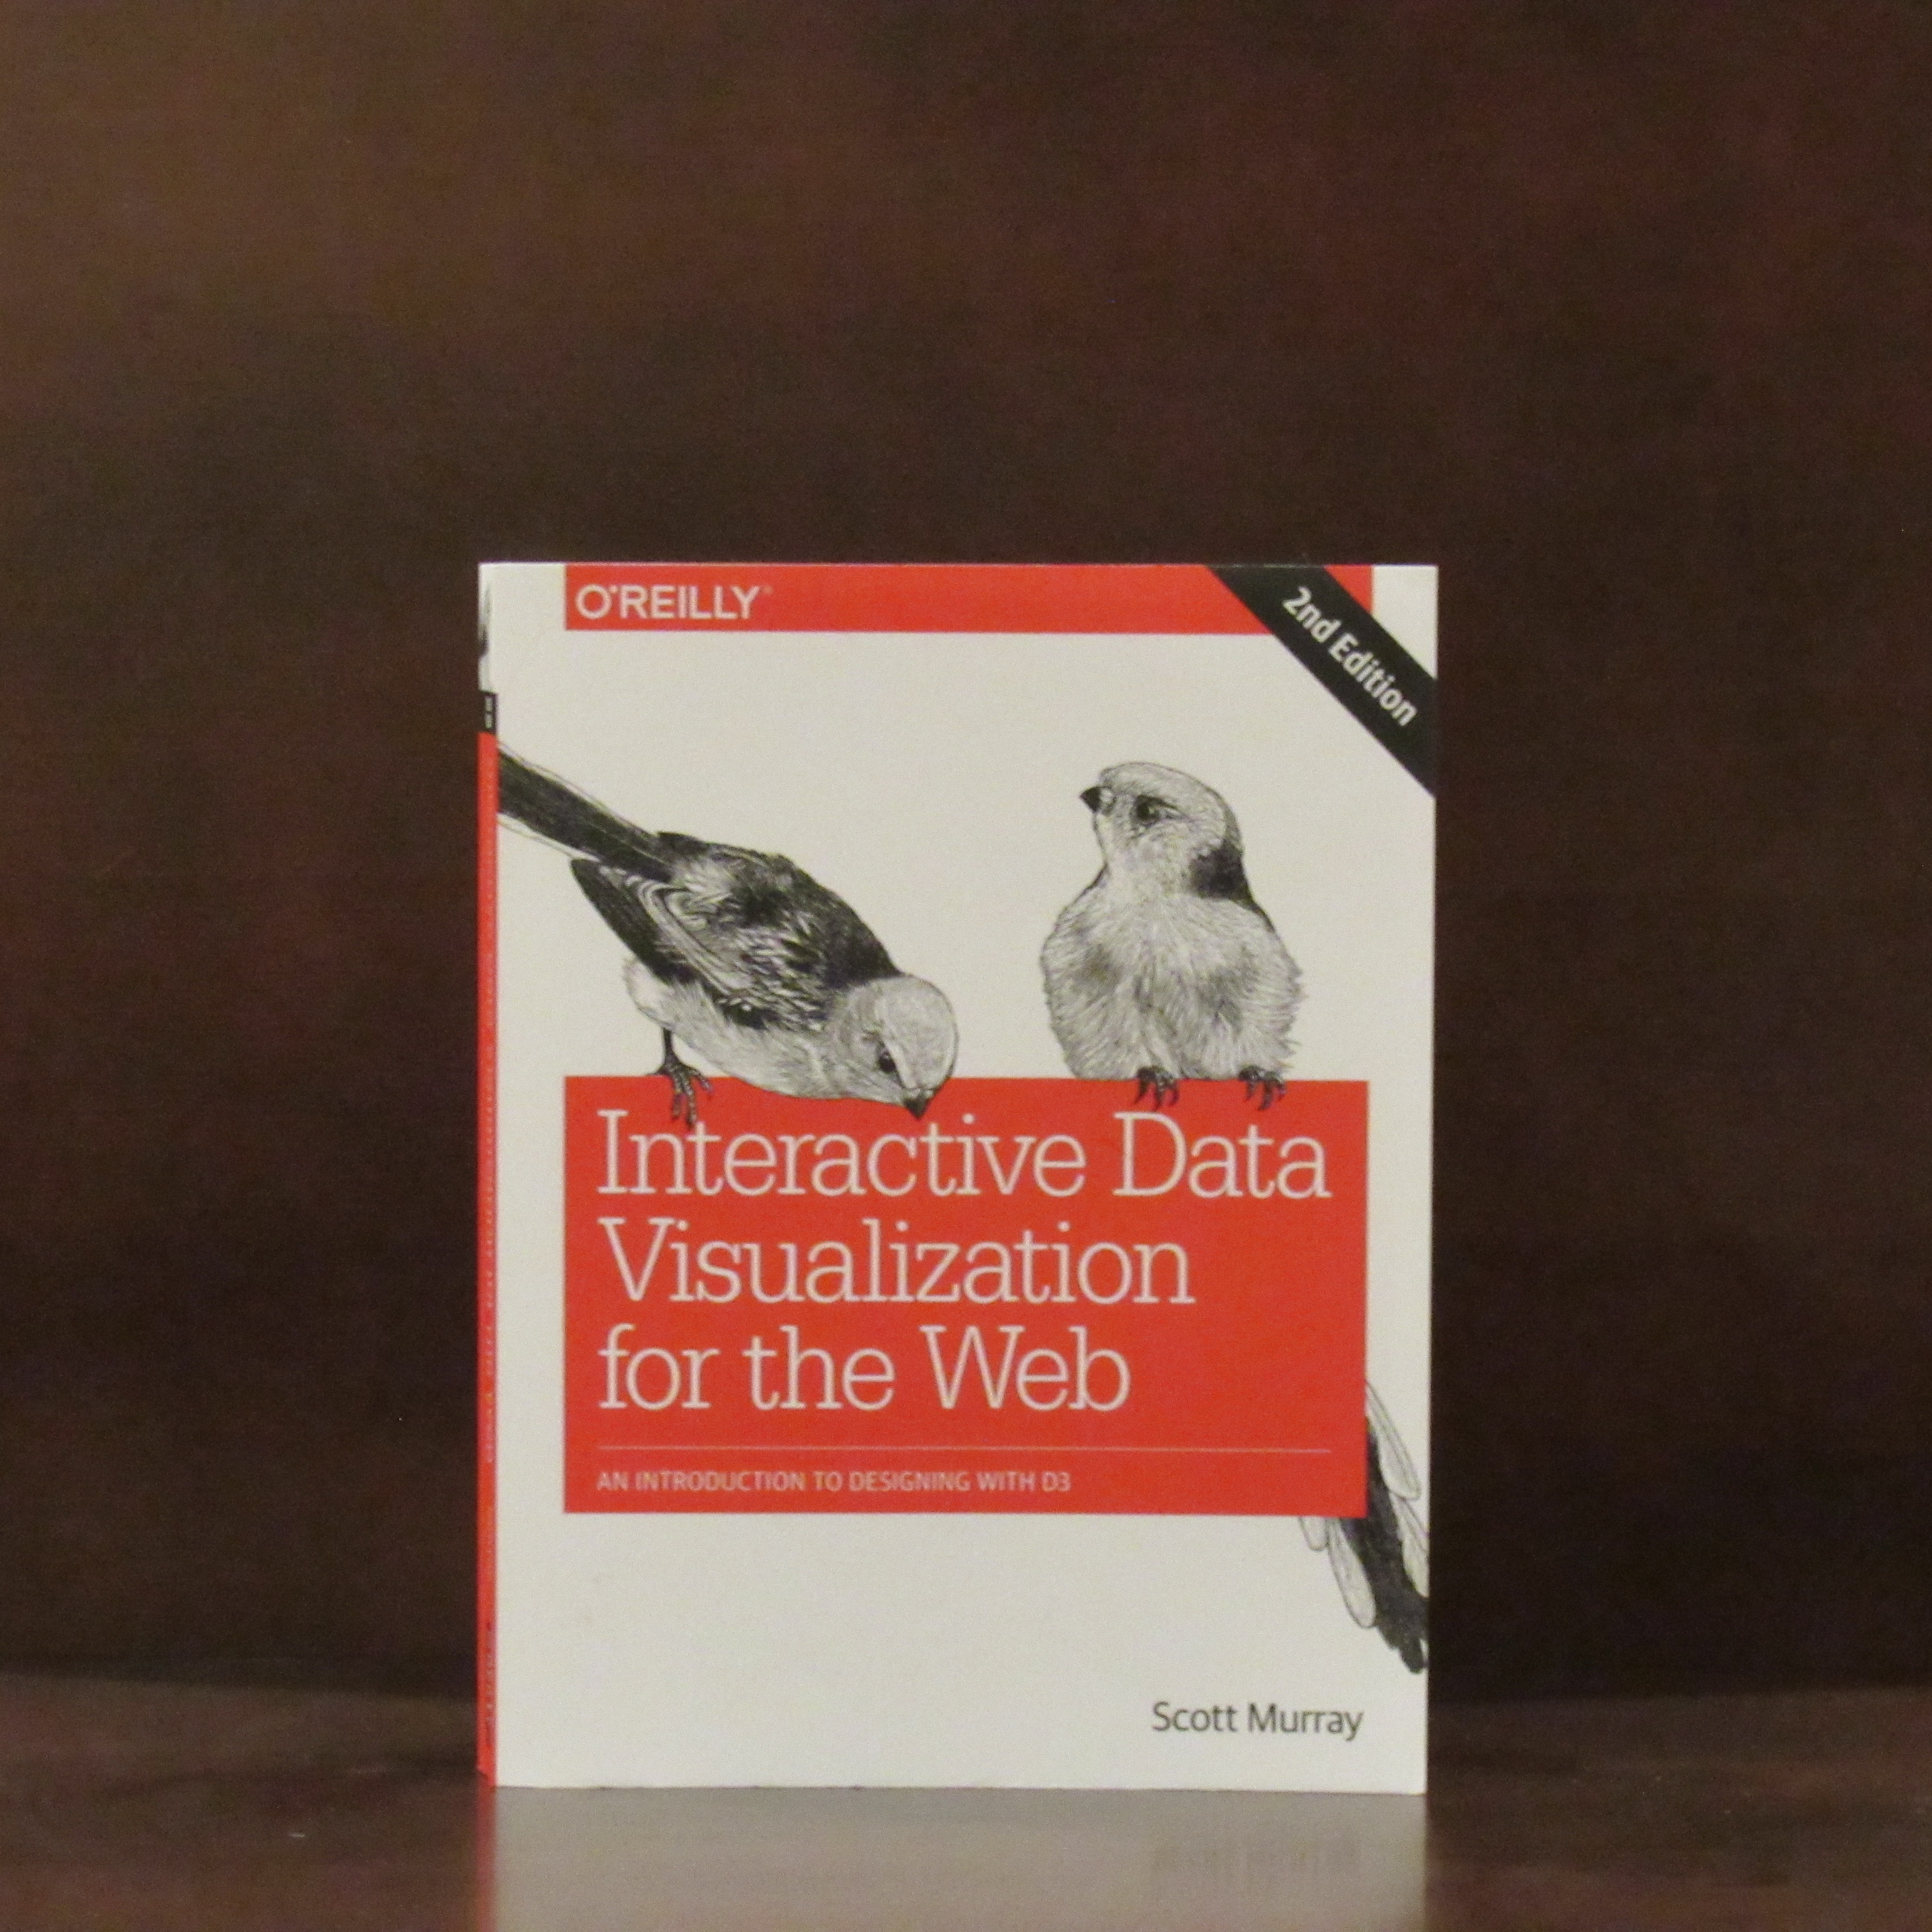 O'REILLY®
2nd Edition
Interactive Data
Visualization
for the Web
AN INTRODUCTION TO DESIGNING WITH D3
Scott Murray